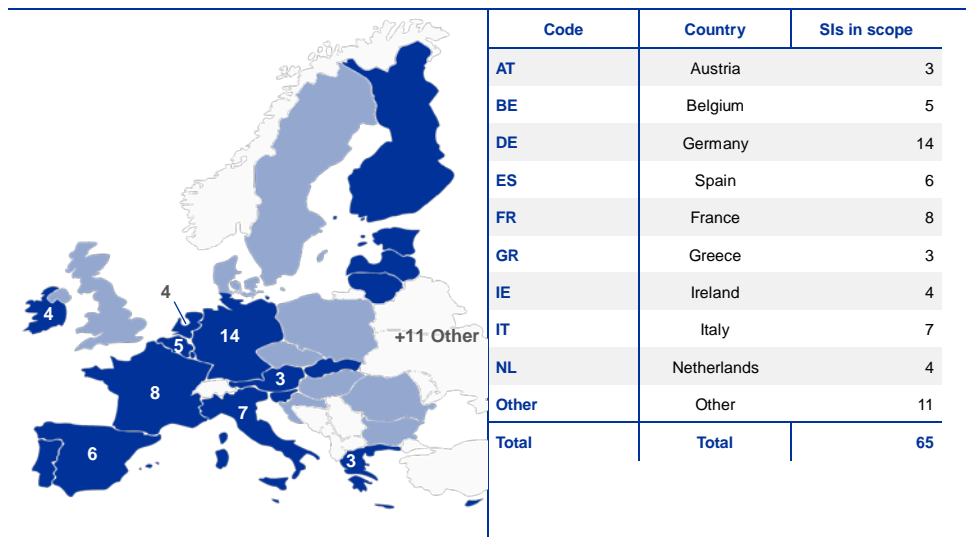 4
4
5
14
3
8
7
6
3
+11 Other
Code Country SIs in scope
AT Austria 3
BE Belgium 5
DE Germany 14
ES Spain 6
FR France 8
GR Greece 3
IE Ireland 4
IT Italy 7
NL Netherlands 4
Other Other 11
Total Total 65